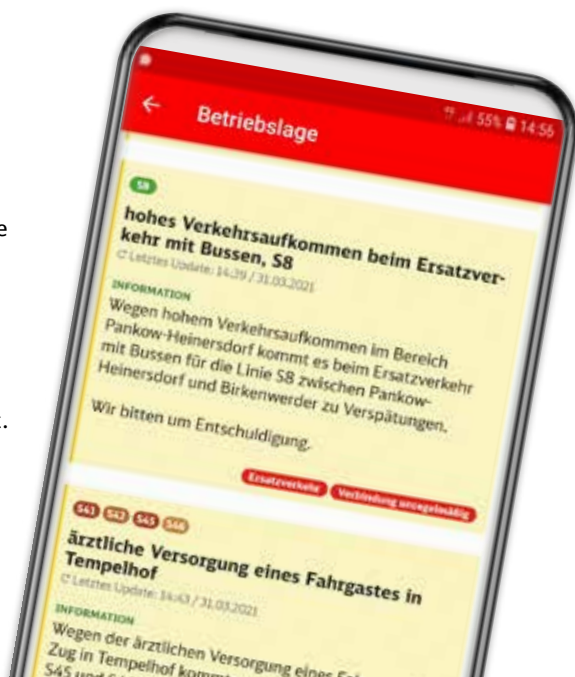 55% 14:56
Betriebslage
S8
hohes Verkehrsaufkommen beim Ersatzver-
kehr mit Bussen, S8
Letztes Update: 14:39 / 31.03.2021
INFORMATION
Wegen hohem Verkehrsaufkommen im Bereich
Pankow-Heinersdorf kommt es beim Ersatzverkehr
mit Bussen für die Linie S8 zwischen Pankow-
Heinersdorf und Birkenwerder zu Verspätungen.
Wir bitten um Entschuldigung.
Ersatzverkehr Verbindung unregelmäßig
S41 S42 S45 S46
ärztliche Versorgung eines Fahrgastes in
Tempelhof
Letztes Update: 14:43 / 31.03.2021
INFORMATION
Wegen der ärztlichen Versorgung eines
Zug in Tempelhof
S45 und